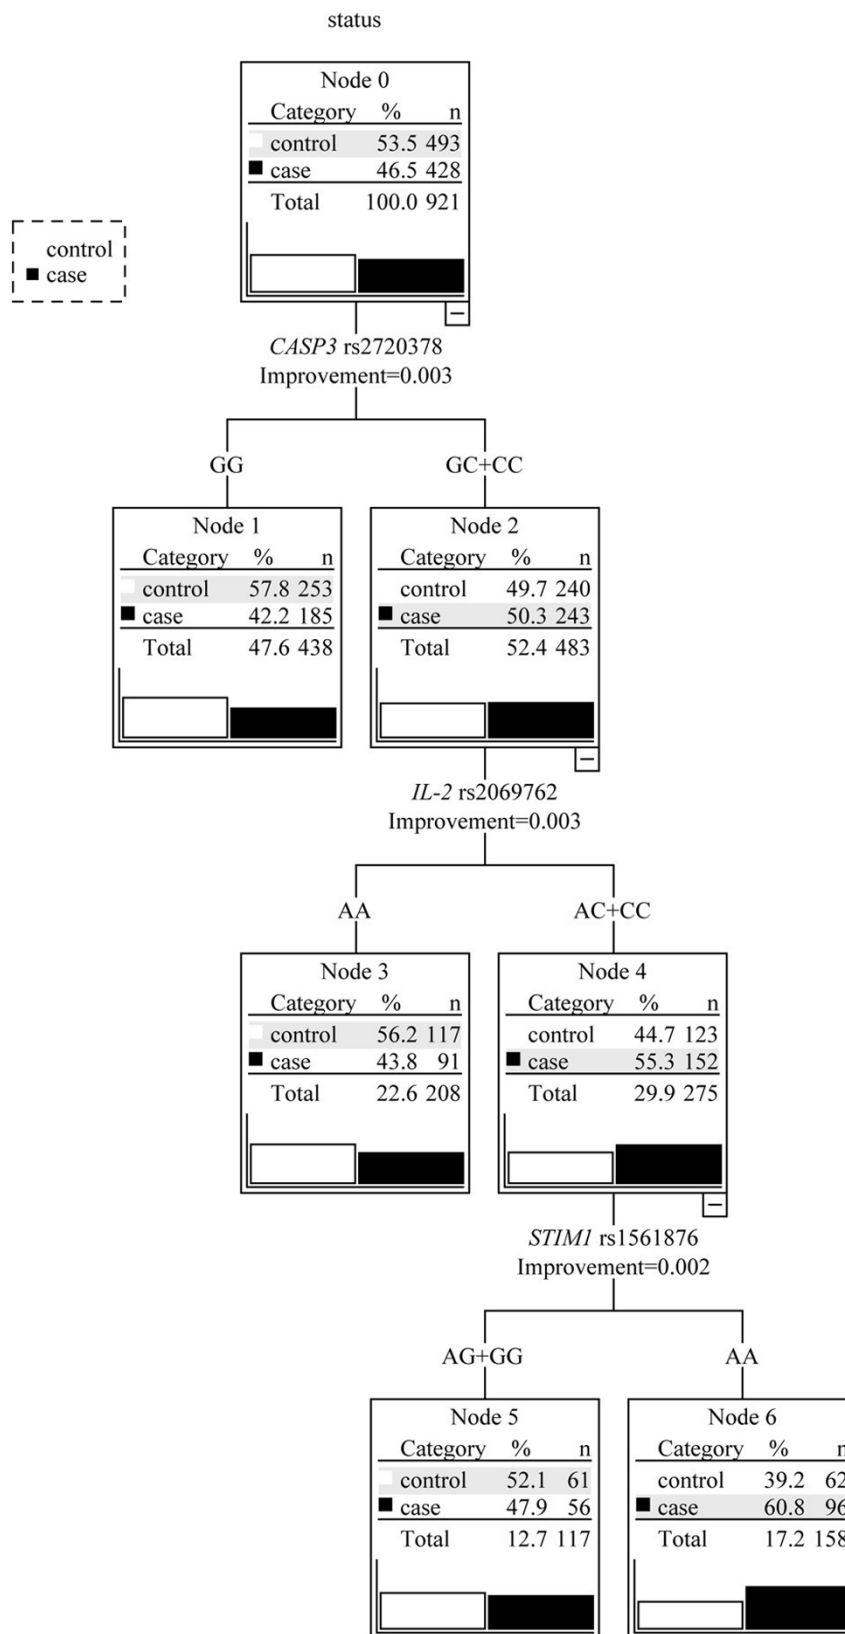 status
Node 0
Category % n
control 53.5 493
case 46.5 428
Total 100.0 921
control
case
CASP3 rs2720378
Improvement=0.003
GG GC+CC
Node 1
Category % n
control 57.8 253
case 42.2 185
Total 47.6 438
Node 2
Category % n
control 49.7 240
case 50.3 243
Total 52.4 483
IL-2 rs2069762
Improvement=0.003
AA AC+CC
Node 3
Category % n
control 56.2 117
case 43.8 91
Total 22.6 208
Node 4
Category % n
control 44.7 123
case 55.3 152
Total 29.9 275
STIM1 rs1561876
Improvement=0.002
AG+GG AA
Node 5
Category % n
control 52.1 61
case 47.9 56
Total 12.7 117
Node 6
Category % n
control 39.2 62
case 60.8 96
Total 17.2 158